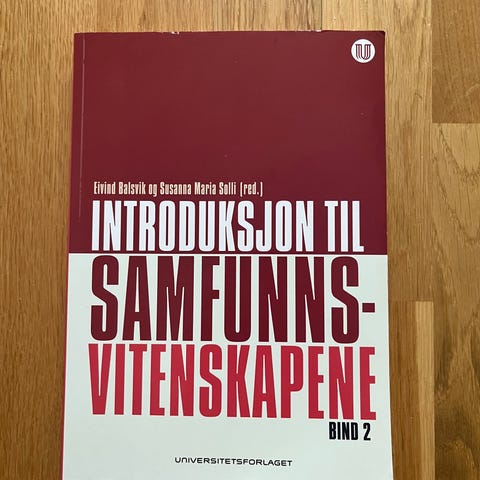 U
Eivind Balsvik og Susanna Maria Solli (red.)
INTRODUKSJON TIL
SAMFUNNS-
VITENSKAPENE
BIND 2
UNIVERSITETSFORLAGET